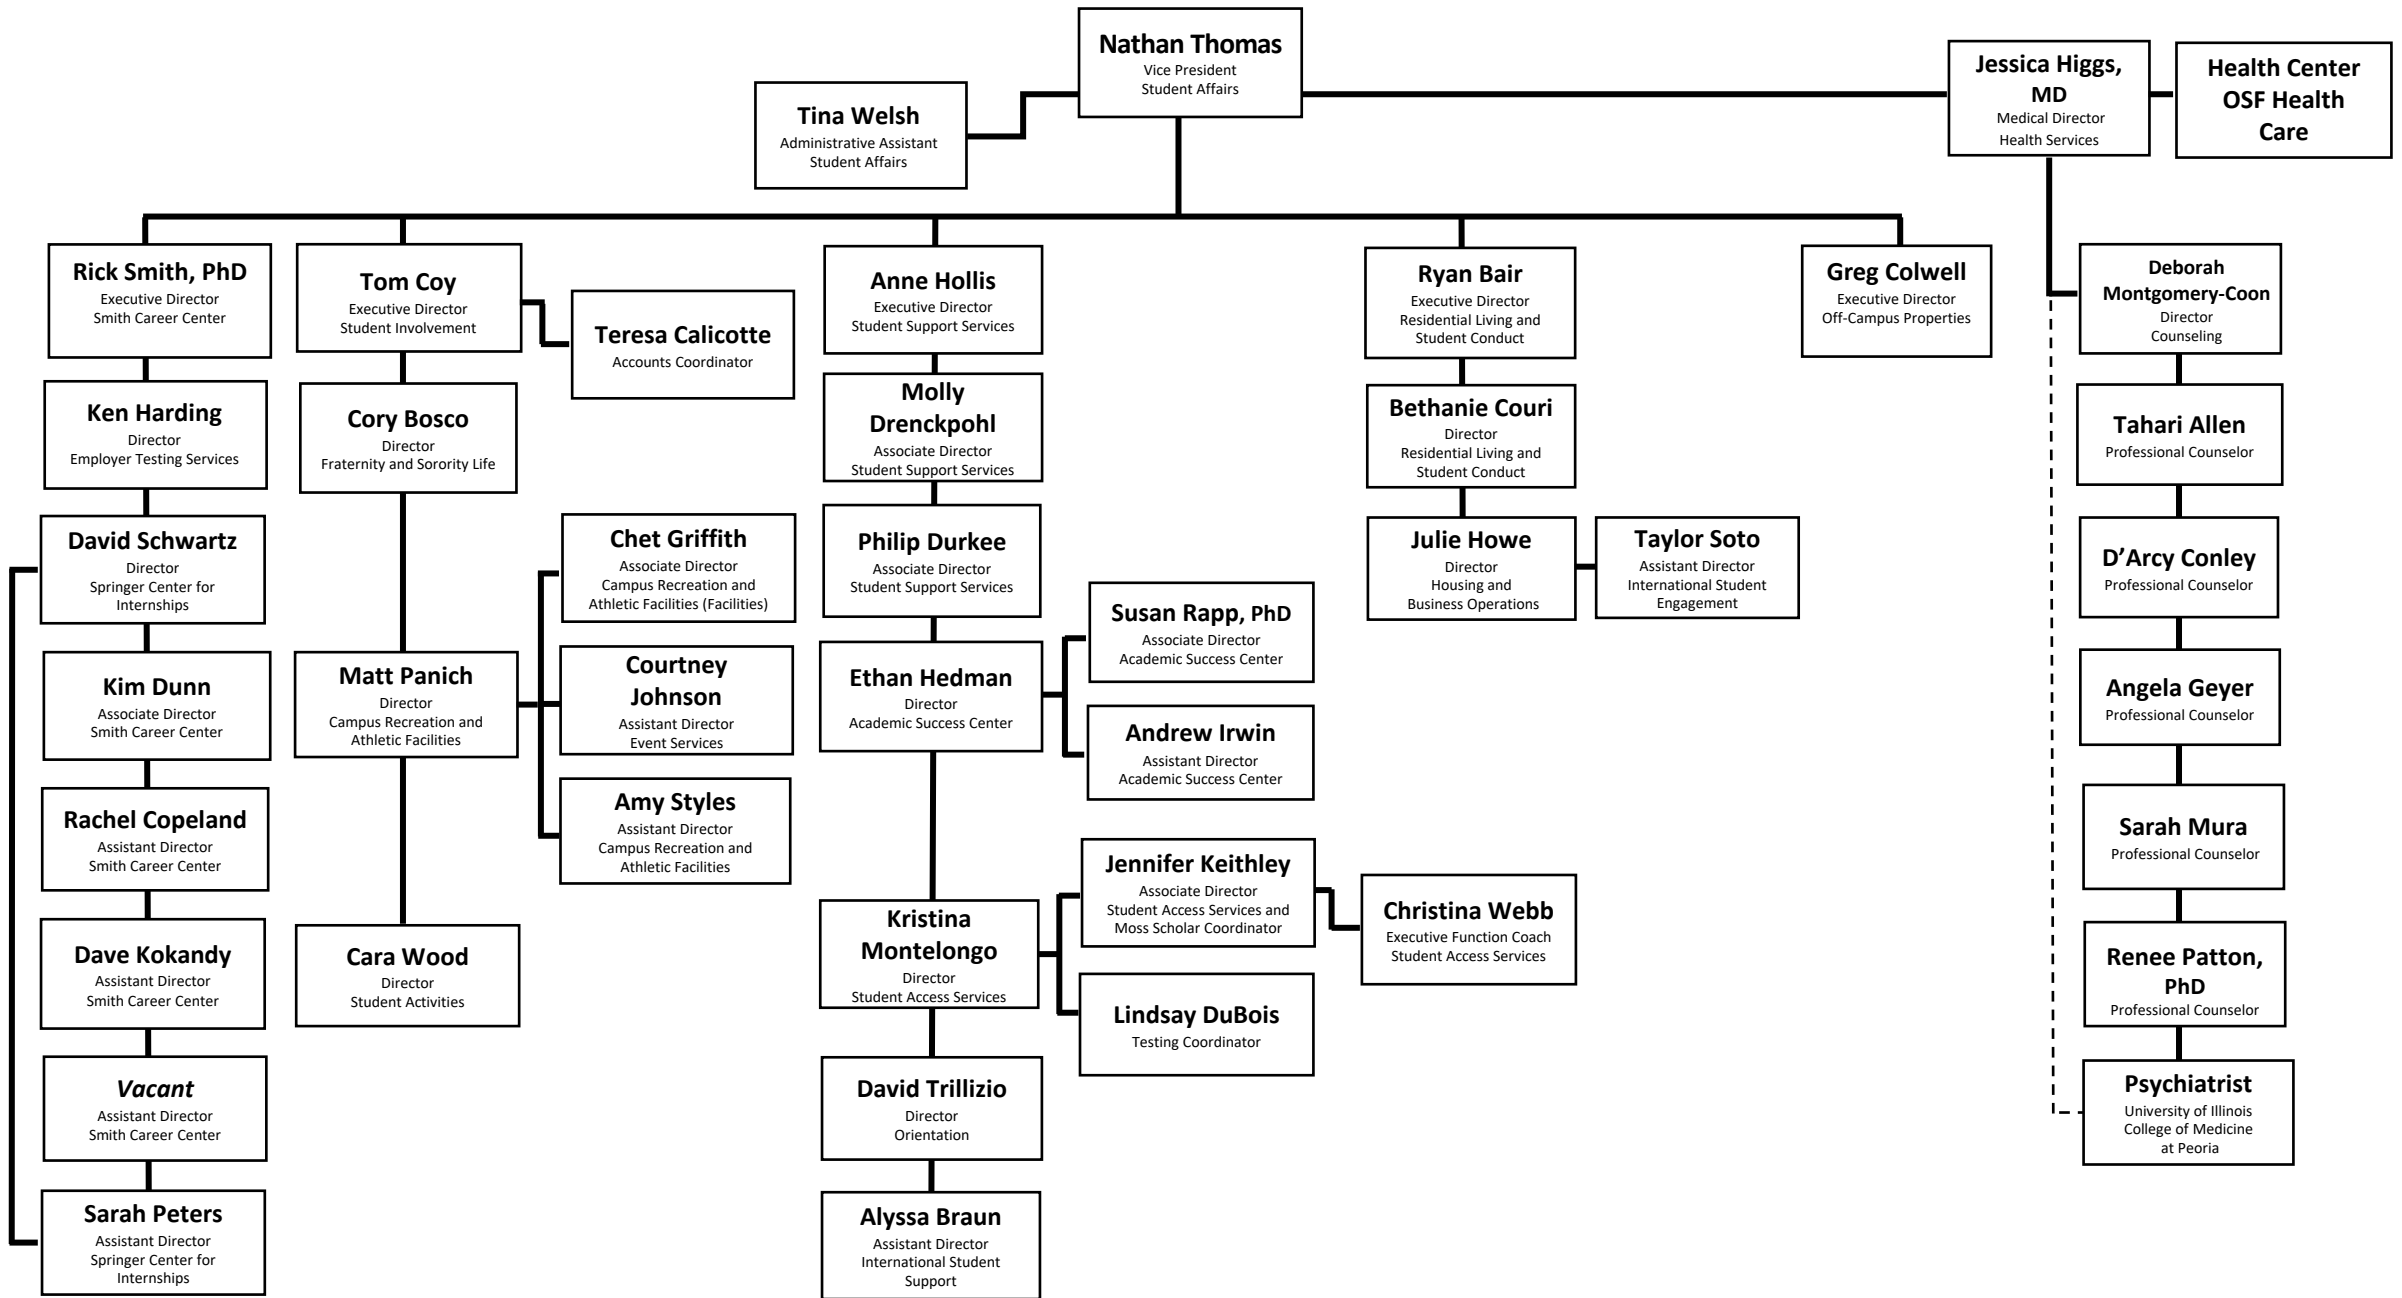 Nathan Thomas
Vice President
Student Affairs
Tina Welsh
Administrative Assistant
Student Affairs
Jessica Higgs,
MD
Medical Director
Health Services
Health Center
OSF Health
Care
Rick Smith, PhD
Executive Director
Smith Career Center
Ken Harding
Director
Employer Testing Services
David Schwartz
Director
Springer Center for
Internships
Kim Dunn
Associate Director
Smith Career Center
Rachel Copeland
Assistant Director
Smith Career Center
Dave Kokandy
Assistant Director
Smith Career Center
Vacant
Assistant Director
Smith Career Center
Sarah Peters
Assistant Director
Springer Center for
Internships
Tom Coy
Executive Director
Student Involvement
Teresa Calicotte
Accounts Coordinator
Cory Bosco
Director
Fraternity and Sorority Life
Matt Panich
Director
Campus Recreation and
Athletic Facilities
Chet Griffith
Associate Director
Campus Recreation and
Athletic Facilities (Facilities)
Courtney
Johnson
Assistant Director
Event Services
Amy Styles
Assistant Director
Campus Recreation and
Athletic Facilities
Cara Wood
Director
Student Activities
Anne Hollis
Executive Director
Student Support Services
Molly
Drenckpohl
Associate Director
Student Support Services
Philip Durkee
Associate Director
Student Support Services
Ethan Hedman
Director
Academic Success Center
Susan Rapp, PhD
Associate Director
Academic Success Center
Andrew Irwin
Assistant Director
Academic Success Center
Kristina
Montelongo
Director
Student Access Services
Jennifer Keithley
Associate Director
Student Access Services and
Moss Scholar Coordinator
Christina Webb
Executive Function Coach
Student Access Services
Lindsay DuBois
Testing Coordinator
David Trillizio
Director
Orientation
Alyssa Braun
Assistant Director
International Student
Support
Ryan Bair
Executive Director
Residential Living and
Student Conduct
Bethanie Couri
Director
Residential Living and
Student Conduct
Julie Howe
Director
Housing and
Business Operations
Taylor Soto
Assistant Director
International Student
Engagement
Greg Colwell
Executive Director
Off-Campus Properties
Deborah
Montgomery-Coon
Director
Counseling
Tahari Allen
Professional Counselor
D’Arcy Conley
Professional Counselor
Angela Geyer
Professional Counselor
Sarah Mura
Professional Counselor
Renee Patton,
PhD
Professional Counselor
Psychiatrist
University of Illinois
College of Medicine
at Peoria